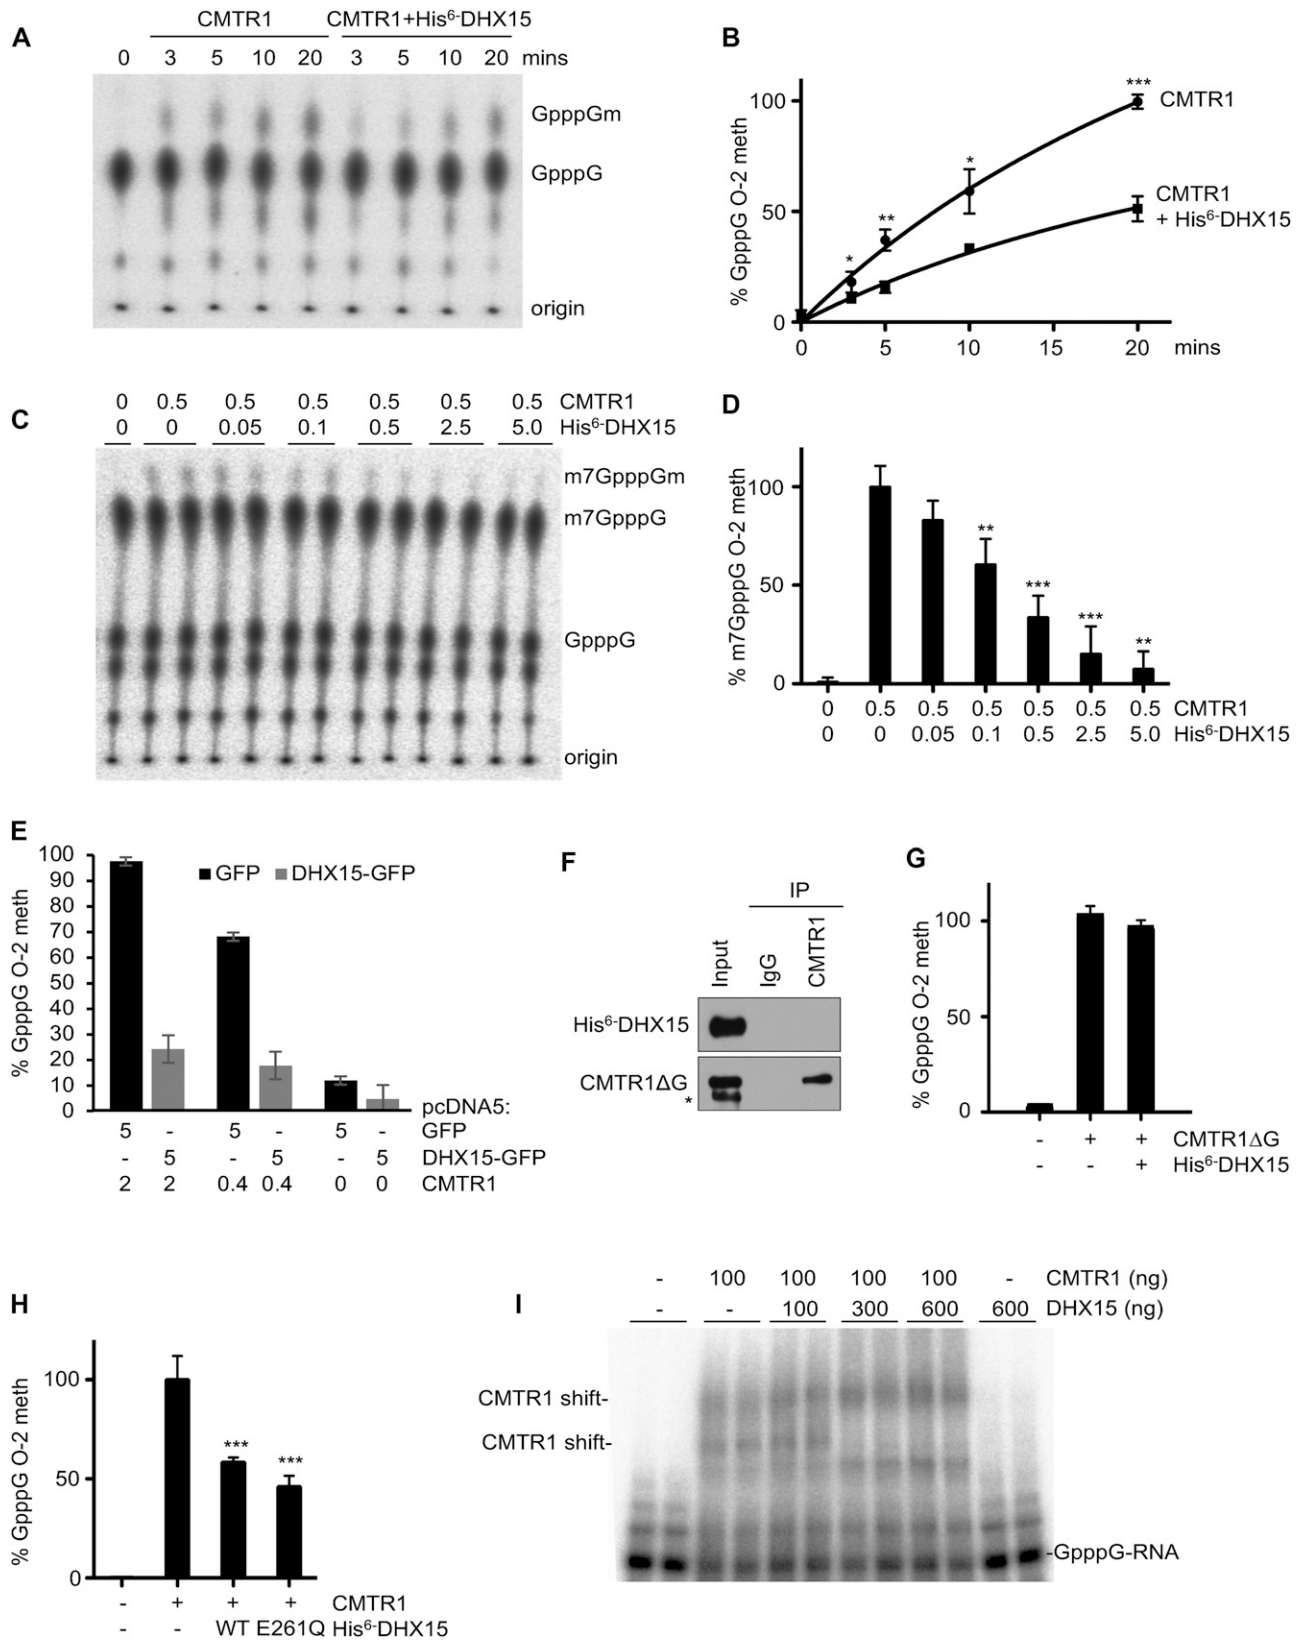 A
CMTR1 CMTR1+His6-DHX15
0 3 5 10 20 3 5 10 20 mins
GpppGm
GpppG
origin
B
% GpppG O-2 meth
100
50
0
0 5 10 15 20 mins
* ** * ***
CMTR1
CMTR1
+ His6-DHX15
C
0 0.5 0.5 0.5 0.5 0.5 0.5 CMTR1
0 0 0.05 0.1 0.5 2.5 5.0 His6-DHX15
m7GpppGm
m7GpppG
GpppG
origin
D
% m7GpppG O-2 meth
100
50
0
** *** *** **
0 0.5 0.5 0.5 0.5 0.5 0.5 CMTR1
0 0 0.05 0.1 0.5 2.5 5.0 His6-DHX15
E
% GpppG O-2 meth
100
90
80
70
60
50
40
30
20
10
0
GFP DHX15-GFP
pcDNA5:
5 - 5 - 5 - GFP
- 5 - 5 - 5 DHX15-GFP
2 2 0.4 0.4 0 0 CMTR1
F
IP
Input IgG CMTR1
His6-DHX15
CMTR1ΔG
*
G
% GpppG O-2 meth
100
50
0
- + + CMTR1ΔG
- - + His6-DHX15
H
% GpppG O-2 meth
100
50
0
*** ***
- + + + CMTR1
- - WT E261Q His6-DHX15
I
- 100 100 100 100 - CMTR1 (ng)
- - 100 300 600 600 DHX15 (ng)
CMTR1 shift-
CMTR1 shift-
-GpppG-RNA